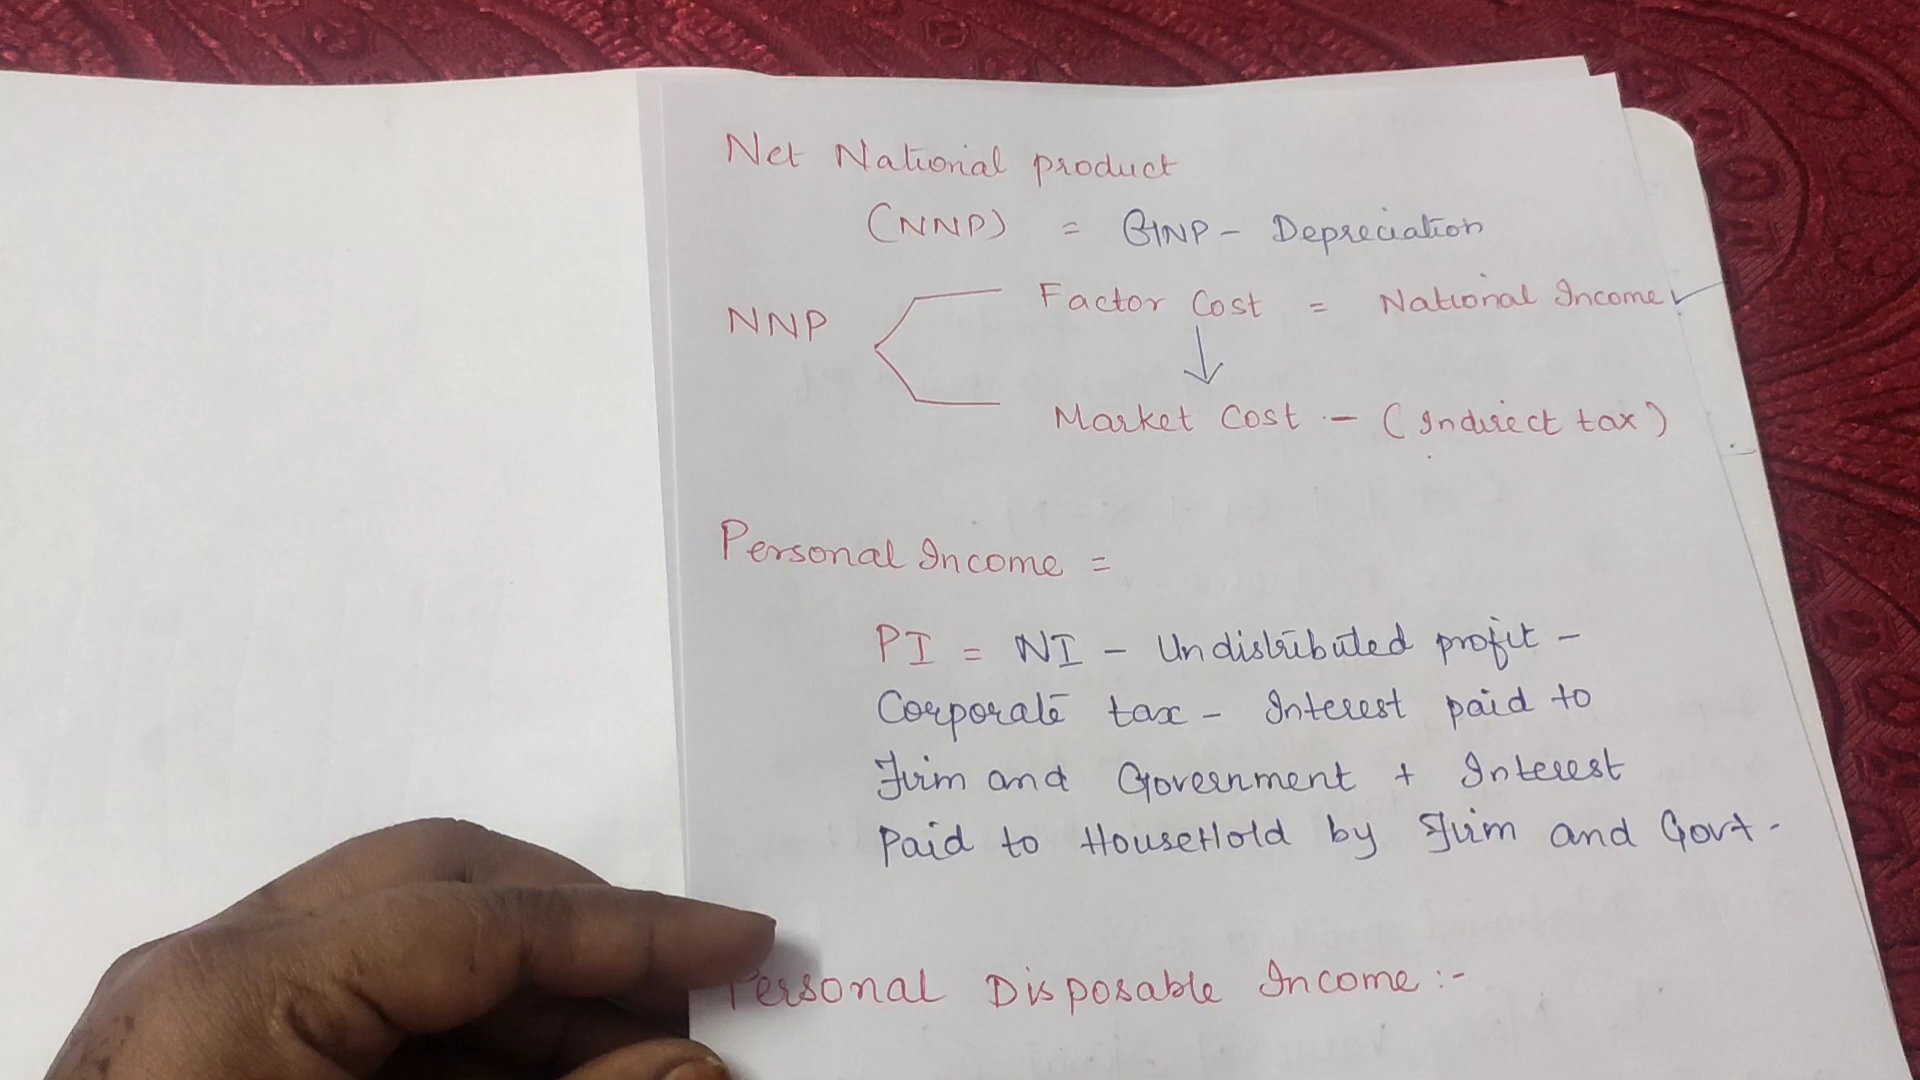 Net National product
(NNP) = GNP - Depreciation
NNP
Factor Cost = National Income ✓
↓
Market Cost - (Indirect tax)
Personal Income =
PI = NI - Undistributed profit -
Corporate tax - Interest paid to
Firm and Government + Interest
Paid to HouseHold by Firm and Govt.
Personal Disposable Income :-